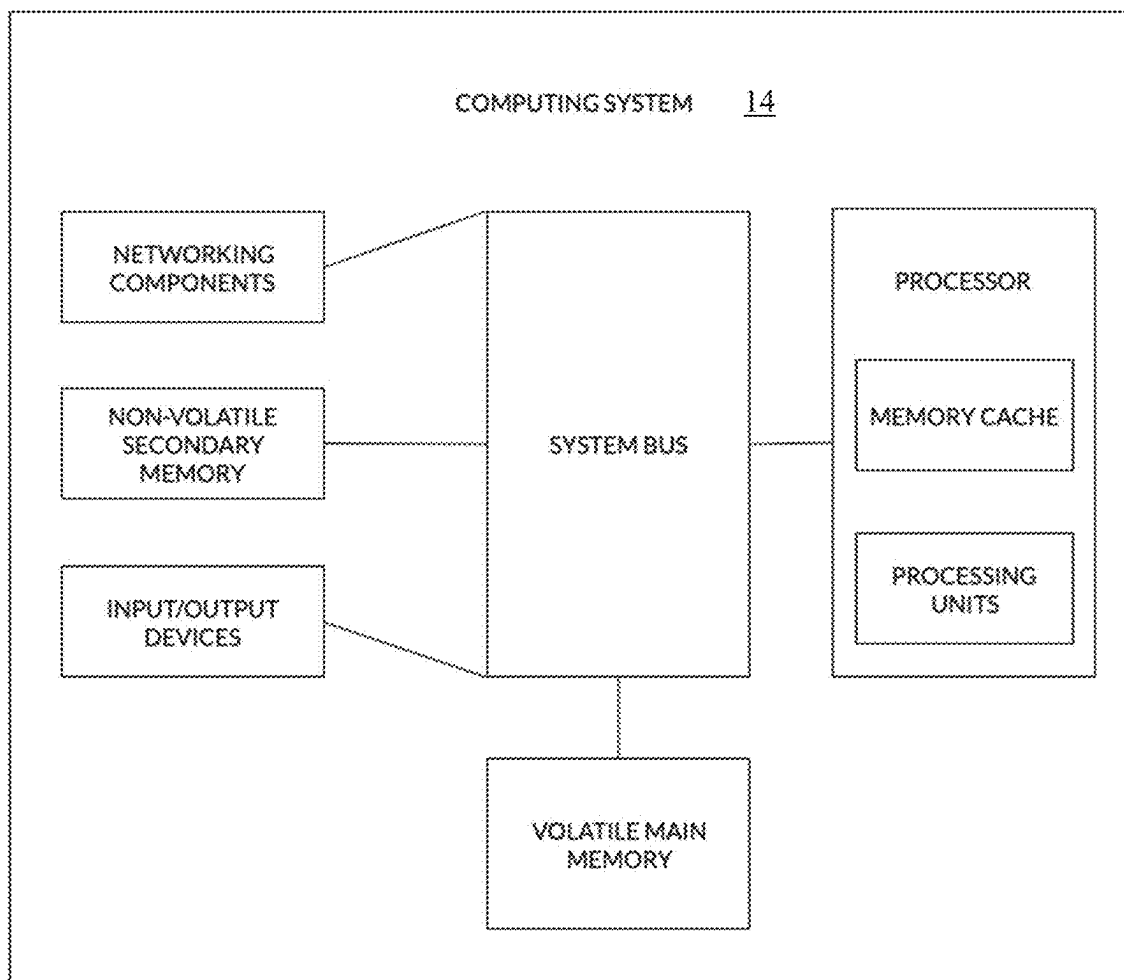 COMPUTING SYSTEM 14
NETWORKING
COMPONENTS
NON-VOLATILE
SECONDARY
MEMORY
INPUT/OUTPUT
DEVICES
SYSTEM BUS
PROCESSOR
MEMORY CACHE
PROCESSING
UNITS
VOLATILE MAIN
MEMORY